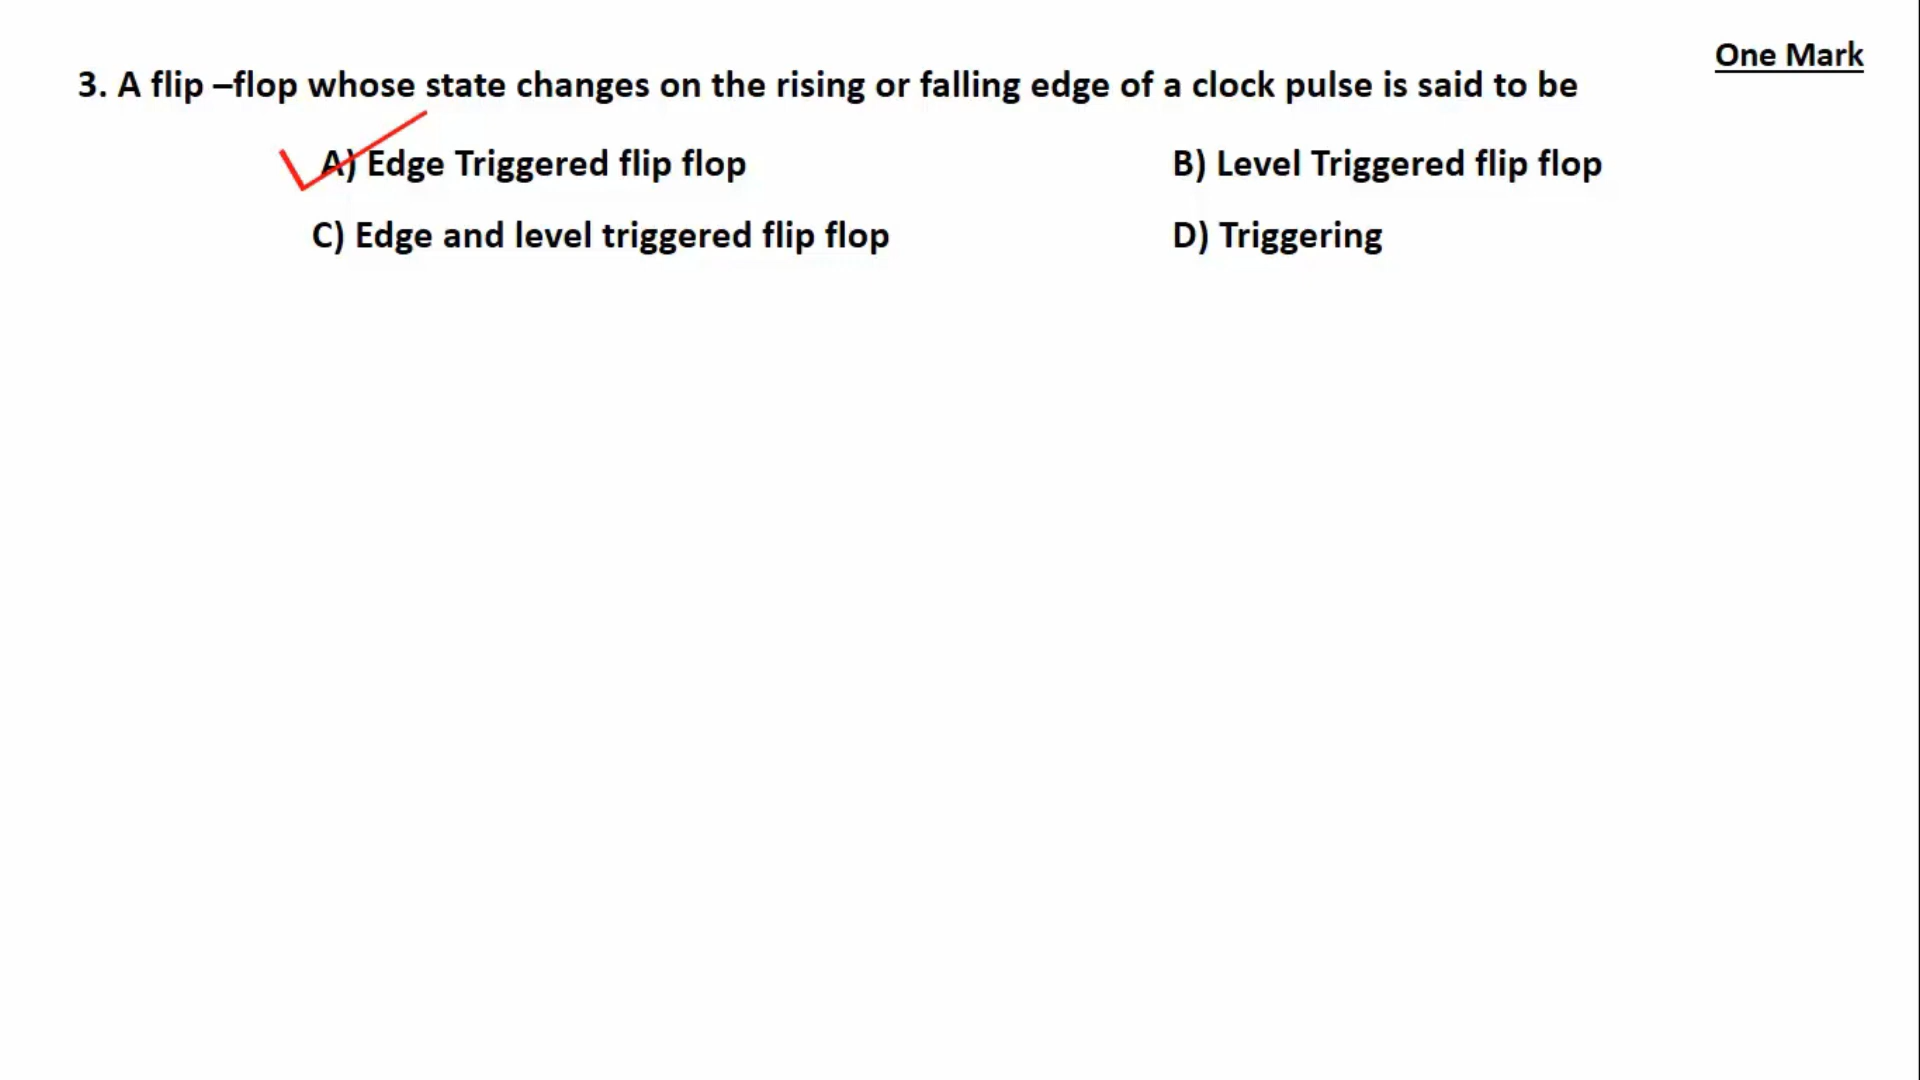 One Mark
3. A flip –flop whose state changes on the rising or falling edge of a clock pulse is said to be
A) Edge Triggered flip flop
B) Level Triggered flip flop
C) Edge and level triggered flip flop
D) Triggering